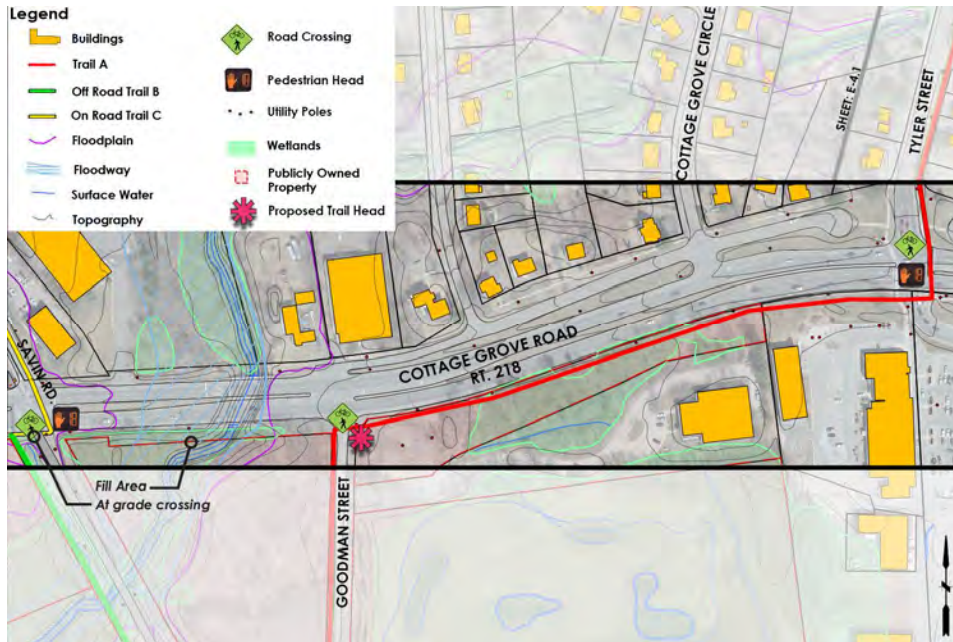 Legend
Buildings
Trail A
Off Road Trail B
On Road Trail C
Floodplain
Floodway
Surface Water
Topography
Road Crossing
Pedestrian Head
Utility Poles
Wetlands
Publicly Owned
Property
Proposed Trail Head
COTTAGE GROVE CIRCLE
SHEET: E-4.1
TYLER STREET
SAVIN RD.
COTTAGE GROVE ROAD
RT. 218
Fill Area
At grade crossing
GOODMAN STREET
N